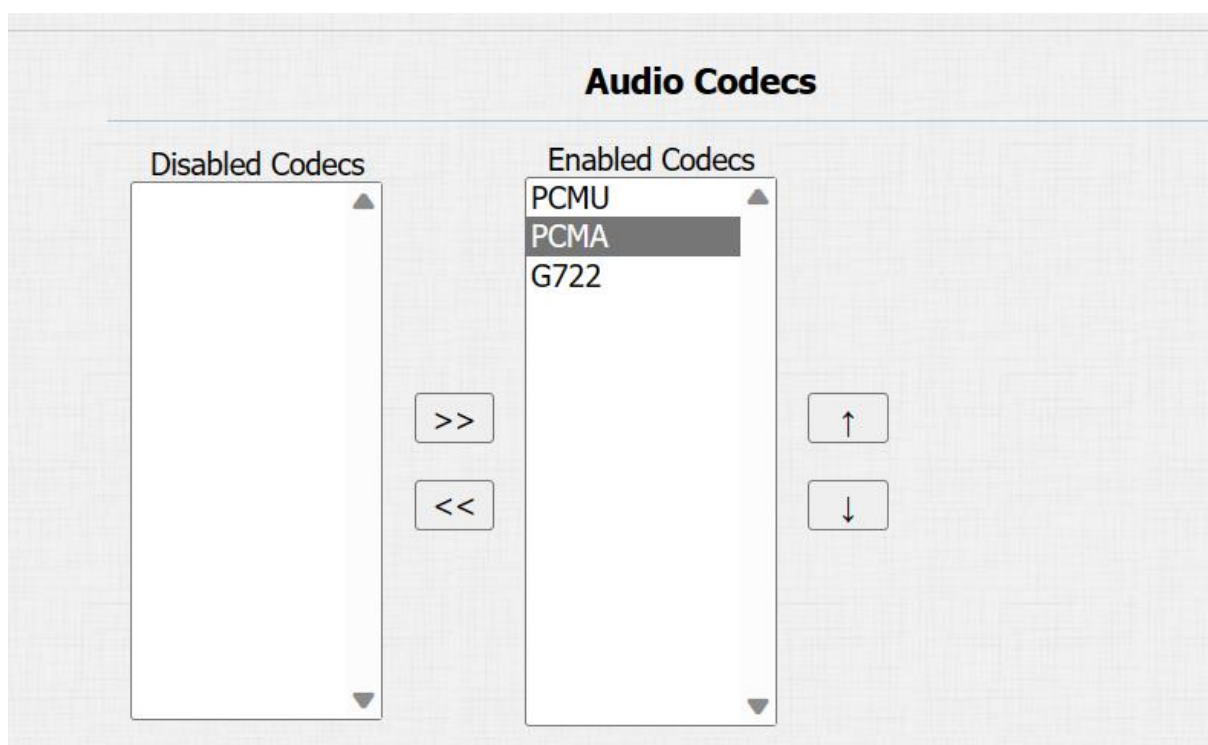 Audio Codecs
Disabled Codecs
Enabled Codecs
PCMU
PCMA
G722
>>
↑
<<
↓